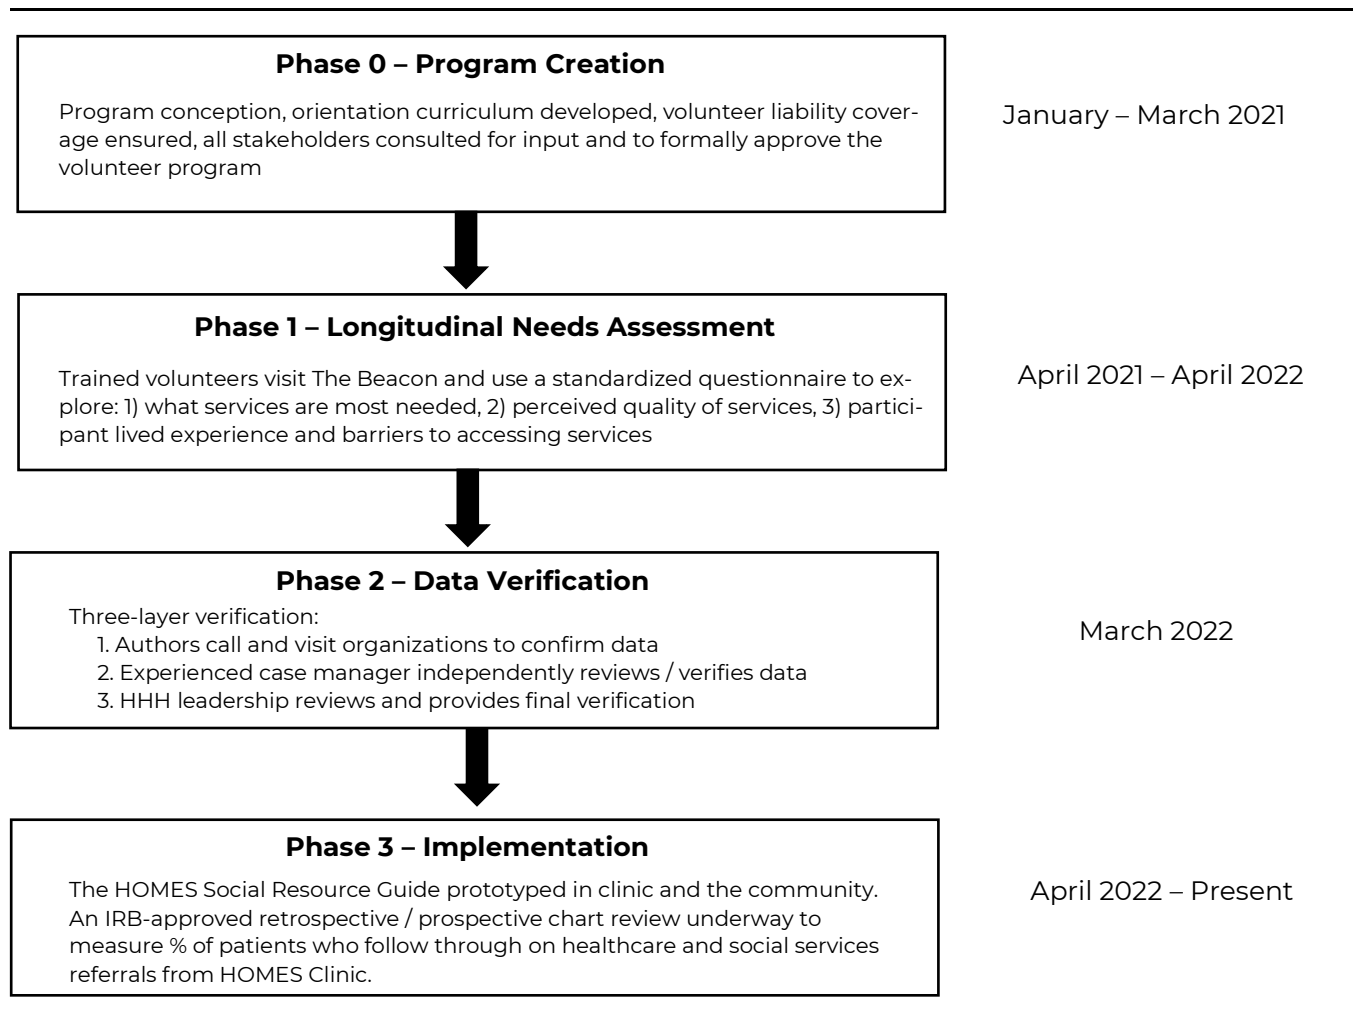 Phase 0 – Program Creation
Program conception, orientation curriculum developed, volunteer liability cover-
age ensured, all stakeholders consulted for input and to formally approve the
volunteer program
January – March 2021
Phase 1 – Longitudinal Needs Assessment
Trained volunteers visit The Beacon and use a standardized questionnaire to ex-
plore: 1) what services are most needed, 2) perceived quality of services, 3) partici-
pant lived experience and barriers to accessing services
April 2021 – April 2022
Phase 2 – Data Verification
Three-layer verification:
1. Authors call and visit organizations to confirm data
2. Experienced case manager independently reviews / verifies data
3. HHH leadership reviews and provides final verification
March 2022
Phase 3 – Implementation
The HOMES Social Resource Guide prototyped in clinic and the community.
An IRB-approved retrospective / prospective chart review underway to
measure % of patients who follow through on healthcare and social services
referrals from HOMES Clinic.
April 2022 – Present